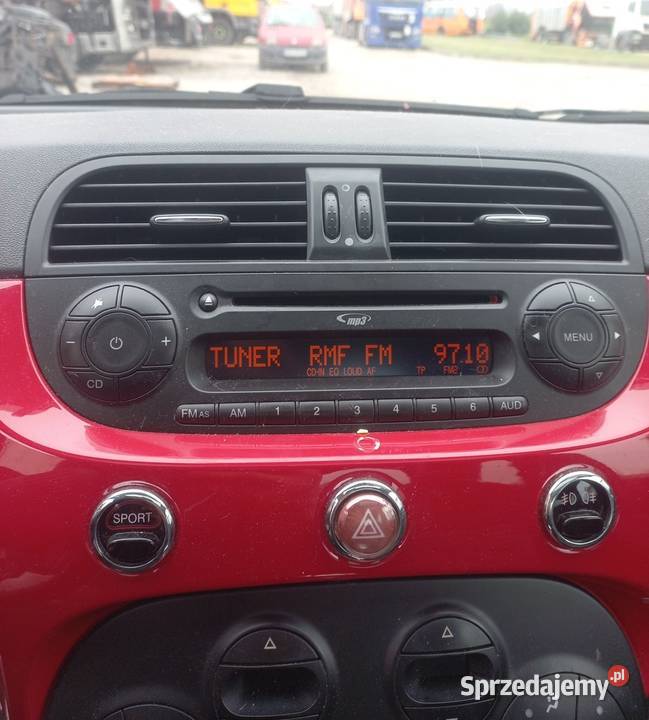 mp3
TUNER RMF FM 97.10
CD-IN EQ LOUD AF TP FM2
MENU
CD
FM AS AM 1 2 3 4 5 6 AUD
SPORT
Sprzedajemy.pl